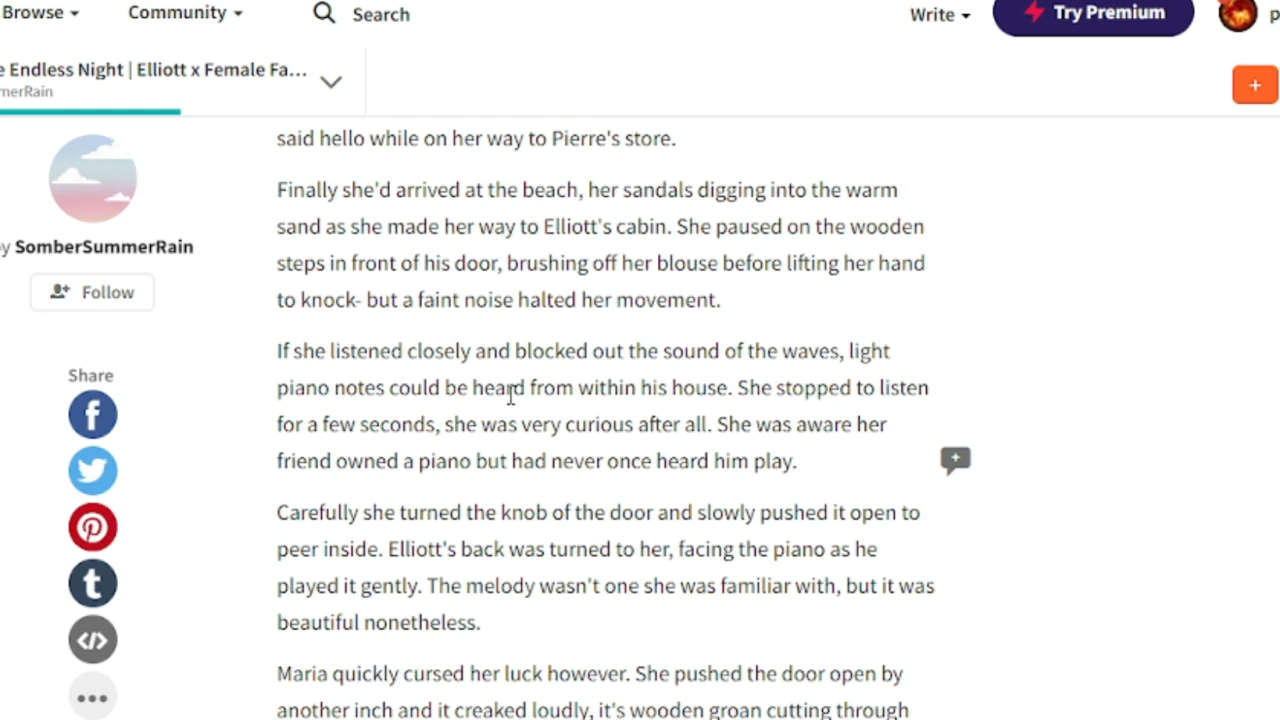 Browse
Community
Search
Write
Try Premium
p
e Endless Night | Elliott x Female Fa...
merRain
+
said hello while on her way to Pierre's store.
Finally she'd arrived at the beach, her sandals digging into the warm
sand as she made her way to Elliott's cabin. She paused on the wooden
steps in front of his door, brushing off her blouse before lifting her hand
to knock- but a faint noise halted her movement.
by SomberSummerRain
Follow
If she listened closely and blocked out the sound of the waves, light
piano notes could be heard from within his house. She stopped to listen
for a few seconds, she was very curious after all. She was aware her
friend owned a piano but had never once heard him play.
+
Share
f
t
</>
Carefully she turned the knob of the door and slowly pushed it open to
peer inside. Elliott's back was turned to her, facing the piano as he
played it gently. The melody wasn't one she was familiar with, but it was
beautiful nonetheless.
Maria quickly cursed her luck however. She pushed the door open by
another inch and it creaked loudly, it's wooden groan cutting through